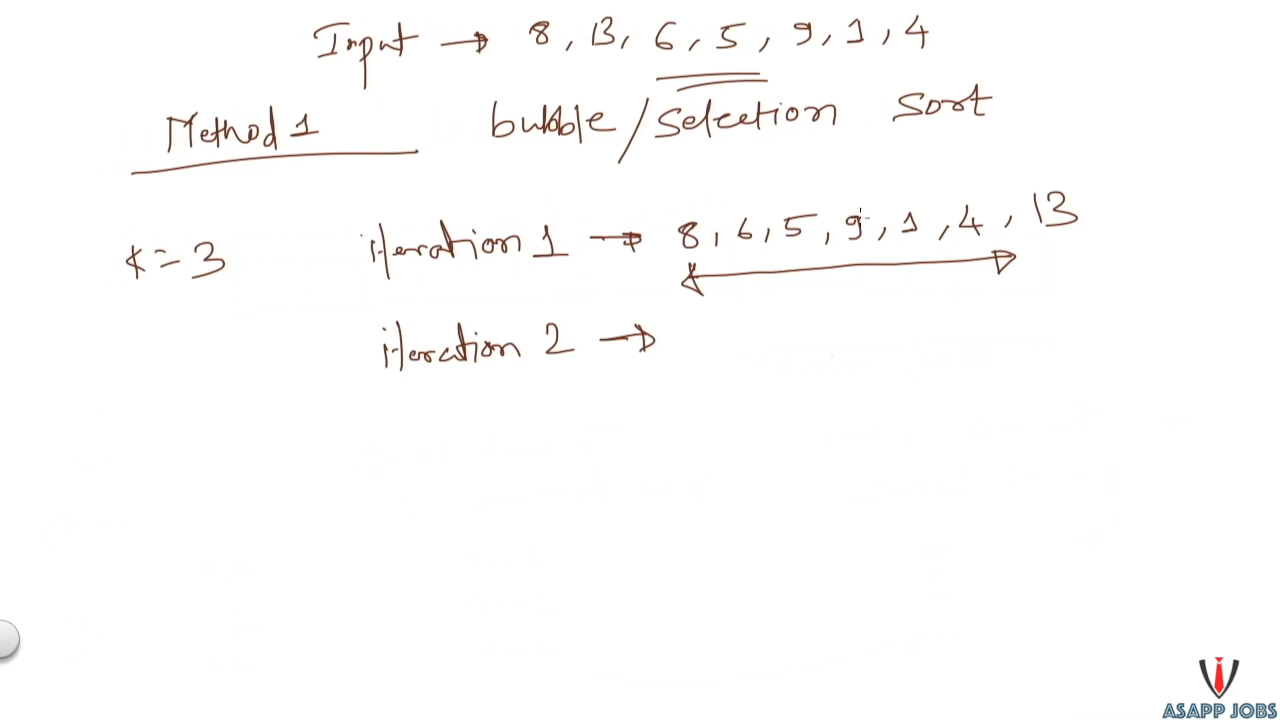 Input → 8, 13, 6, 5, 9, 1, 4
Method 1 bubble/selection sort
K = 3 iteration 1 → 8, 6, 5, 9, 1, 4, 13
iteration 2 →
ASAPP JOBS